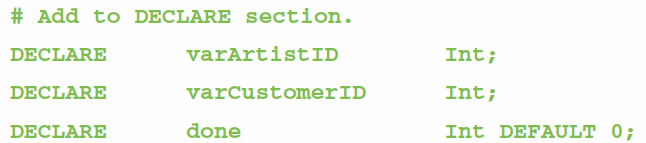 # Add to DECLARE section.
DECLARE varArtistID Int;
DECLARE varCustomerID Int;
DECLARE done Int DEFAULT 0;